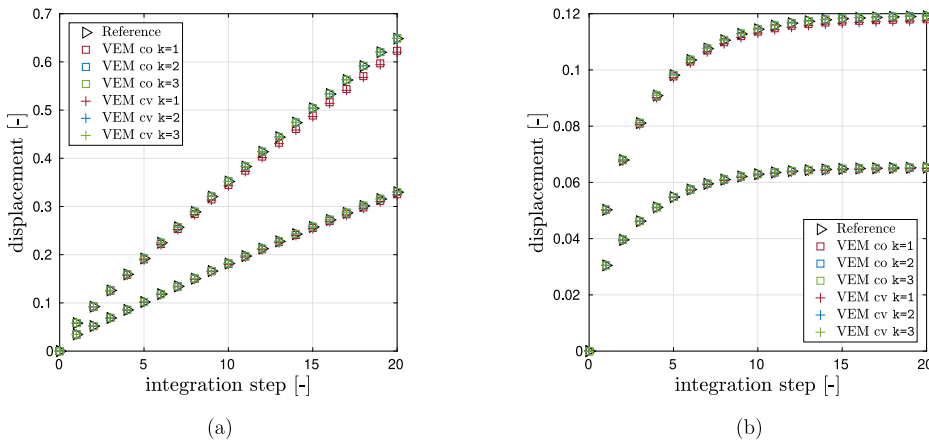 0.7
0.6
0.5
0.4
0.3
0.2
0.1
0
displacement [-]
Reference
VEM co k=1
VEM co k=2
VEM co k=3
VEM cv k=1
VEM cv k=2
VEM cv k=3
0 5 10 15 20
integration step [-]
(a)
0.12
0.1
0.08
0.06
0.04
0.02
0
displacement [-]
Reference
VEM co k=1
VEM co k=2
VEM co k=3
VEM cv k=1
VEM cv k=2
VEM cv k=3
0 5 10 15 20
integration step [-]
(b)